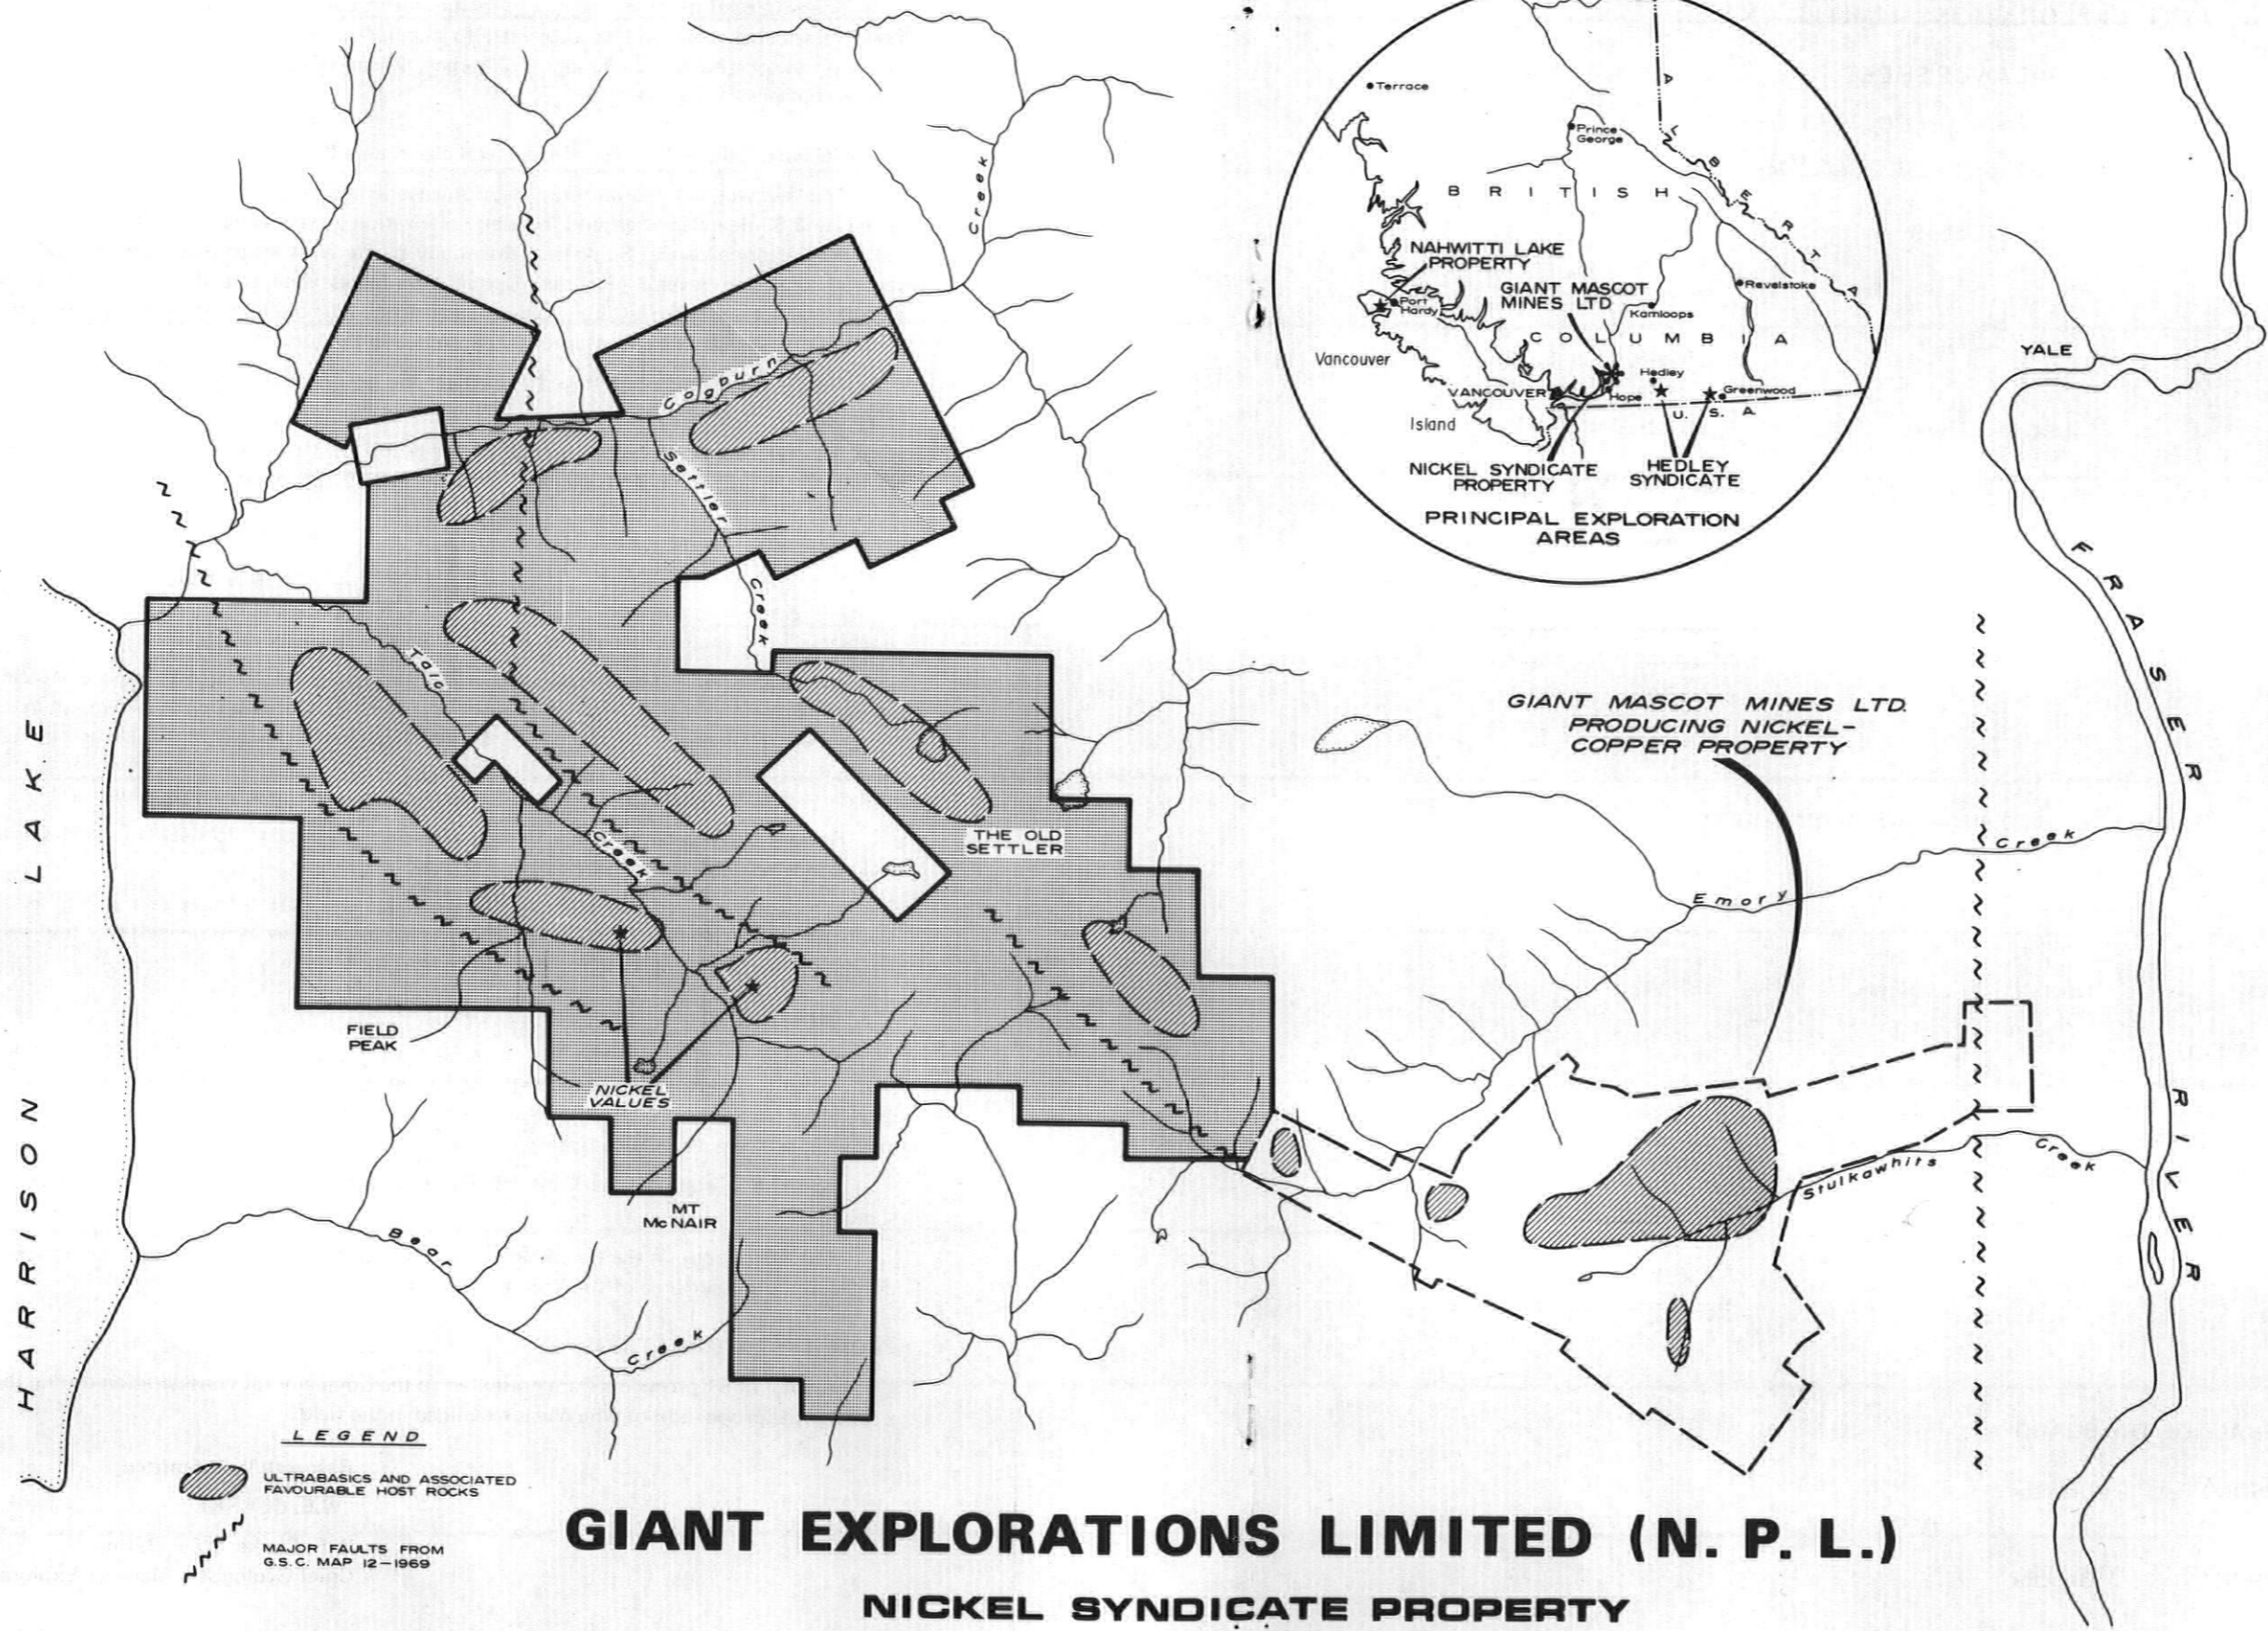 Terrace
Prince
George
ALBERTA
BRITISH
NAHWITTI LAKE
PROPERTY
GIANT MASCOT
MINES LTD
Port
Hardy
Revelstoke
Kamloops
COLUMBIA
Vancouver
Hedley
VANCOUVER
Hope
Greenwood
U. S. A.
Island
NICKEL SYNDICATE
PROPERTY
HEDLEY
SYNDICATE
PRINCIPAL EXPLORATION
AREAS
YALE
FRASER
RIVER
Creek
Cogburn
Settler
Creek
Talc
Creek
HARRISON LAKE
THE OLD
SETTLER
GIANT MASCOT MINES LTD.
PRODUCING NICKEL-
COPPER PROPERTY
Emory
Creek
FIELD
PEAK
NICKEL
VALUES
MT
McNAIR
Bear
Creek
Stulkawhits
Creek
LEGEND
ULTRABASICS AND ASSOCIATED
FAVOURABLE HOST ROCKS
MAJOR FAULTS FROM
G.S.C. MAP 12-1969
GIANT EXPLORATIONS LIMITED (N. P. L.)
NICKEL SYNDICATE PROPERTY